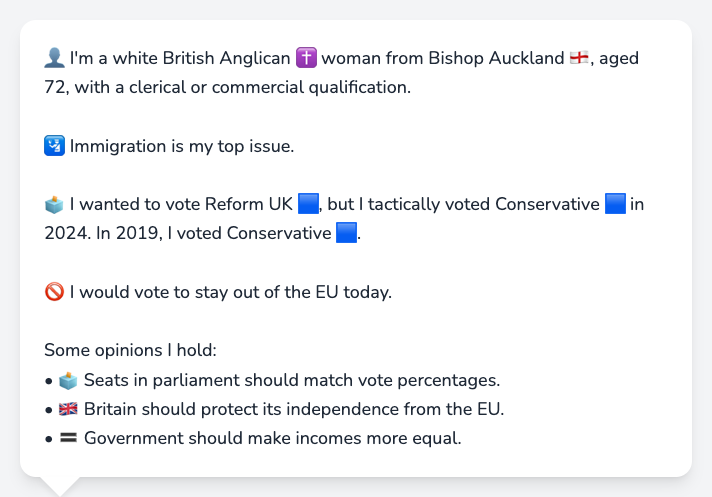 👤 I'm a white British Anglican ✝️ woman from Bishop Auckland 🏴󠁧󠁢󠁥󠁮󠁧󠁿, aged
72, with a clerical or commercial qualification.
🛂 Immigration is my top issue.
🗳️ I wanted to vote Reform UK 🟦, but I tactically voted Conservative 🟦 in
2024. In 2019, I voted Conservative 🟦.
🚫 I would vote to stay out of the EU today.
Some opinions I hold:
• 🗳️ Seats in parliament should match vote percentages.
• 🇬🇧 Britain should protect its independence from the EU.
• 🟰 Government should make incomes more equal.